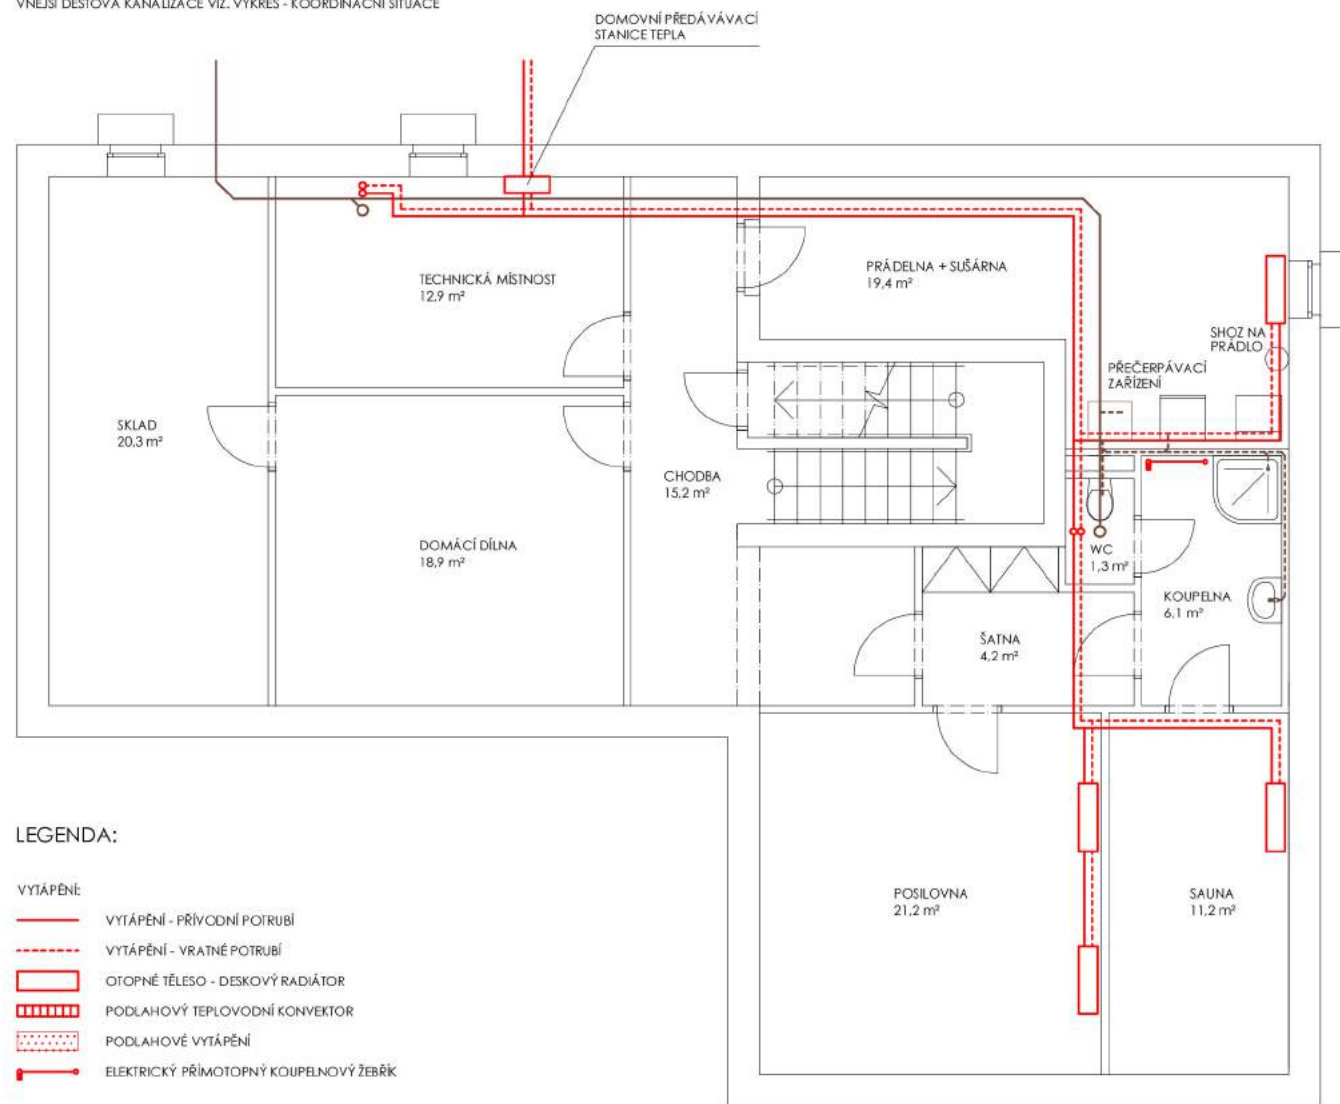 VNĚJŠÍ DEŠŤOVÁ KANALIZACE VIZ. VÝKRES - KOORDINAČNÍ SITUACE
DOMOVNÍ PŘEDÁVÁVACÍ
STANICE TEPLA
TECHNICKÁ MÍSTNOST
12,9 m²
PRÁDELNA + SUŠÁRNA
19,4 m²
SHOZ NA
PRÁDLO
PŘEČERPÁVACÍ
ZAŘÍZENÍ
SKLAD
20,3 m²
CHODBA
15,2 m²
DOMÁCÍ DÍLNA
18,9 m²
WC
1,3 m²
KOUPELNA
6,1 m²
ŠATNA
4,2 m²
POSILOVNA
21,2 m²
SAUNA
11,2 m²
LEGENDA:
VYTÁPĚNÍ:
VYTÁPĚNÍ - PŘÍVODNÍ POTRUBÍ
VYTÁPĚNÍ - VRATNÉ POTRUBÍ
OTOPNÉ TĚLESO - DESKOVÝ RADIÁTOR
PODLAHOVÝ TEPLOVODNÍ KONVEKTOR
PODLAHOVÉ VYTÁPĚNÍ
ELEKTRICKÝ PŘÍMOTOPNÝ KOUPELNOVÝ ŽEBŘÍK